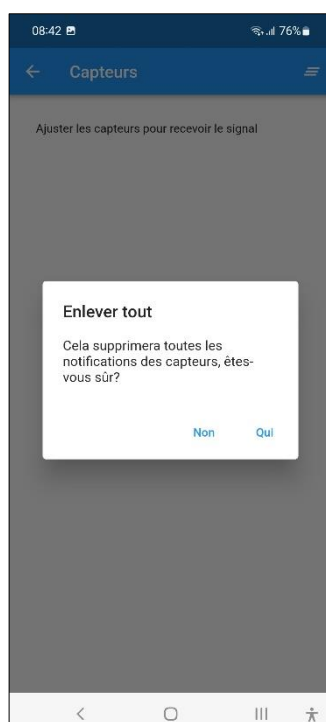 08:42 76%
Capteurs
Ajuster les capteurs pour recevoir le signal
Enlever tout
Cela supprimera toutes les
notifications des capteurs, êtes-
vous sûr?
Non Qui